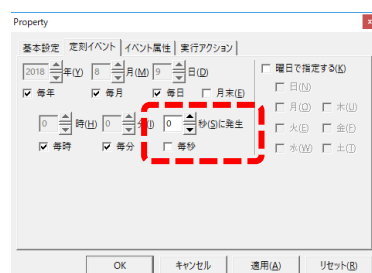 Property x
基本設定 定刻イベント イベント属性 実行アクション
2018 年(Y) 8 月(M) 9 日(D) 曜日で指定する(K)
毎年 毎月 毎日 月末(E) 日(N)
月(O) 木(U)
0 時(H) 0 分(I) 0 秒(S)に発生 火(E) 金(F)
毎時 毎分 毎秒 水(W) 土(T)
OK キャンセル 適用(A) リセット(R)